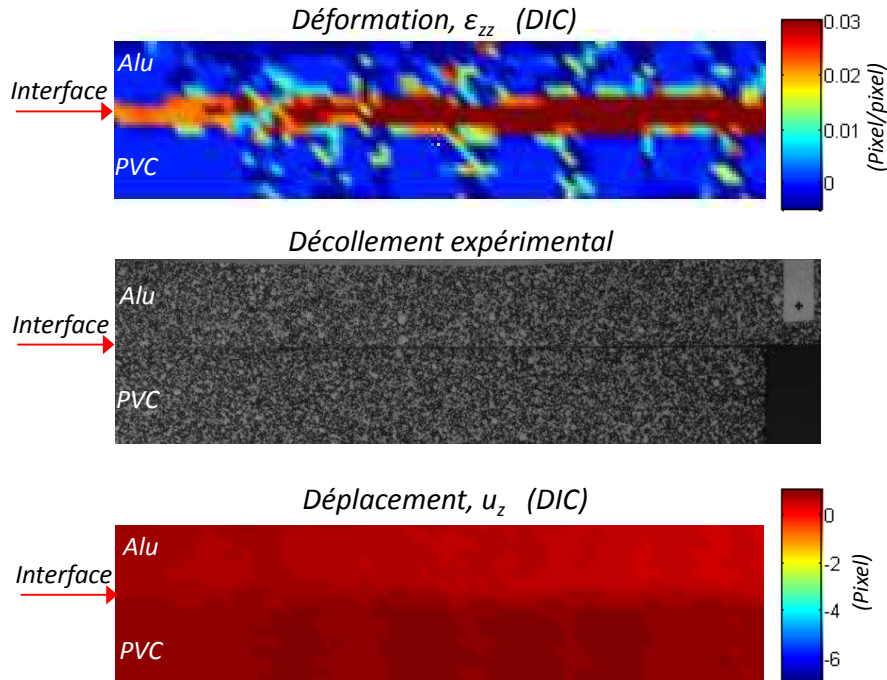 Déformation, εzz (DIC)
Alu
Interface
PVC
0.03
0.02
0.01
0
(Pixel/pixel)
Décollement expérimental
Alu
Interface
PVC
Déplacement, uz (DIC)
Alu
Interface
PVC
0
-2
-4
-6
(Pixel)